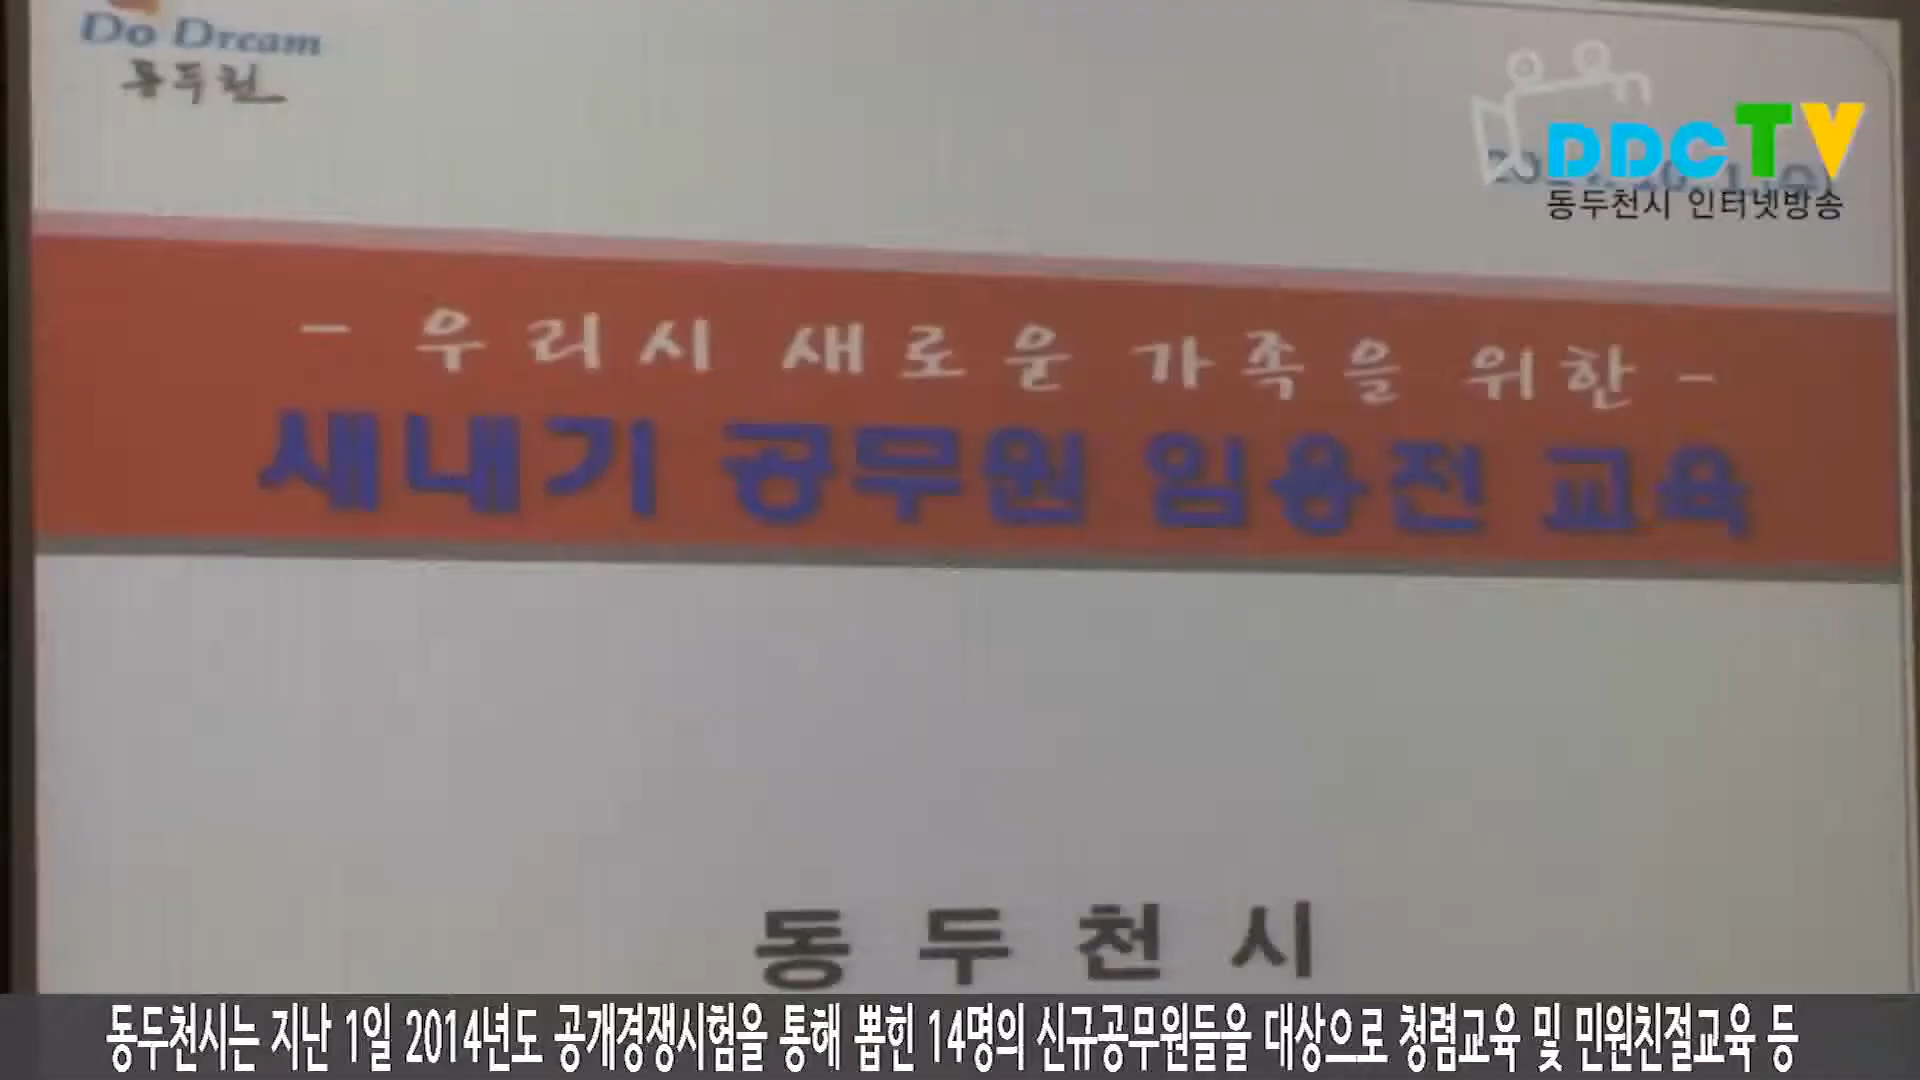 Do Dream
동두천
DDCTV
동두천시 인터넷방송
- 우리시 새로운 가족을 위한 -
새내기 공무원 임용전 교육
동두천시
동두천시는 지난 1일 2014년도 공개경쟁시험을 통해 뽑힌 14명의 신규공무원들을 대상으로 청렴교육 및 민원친절교육 등